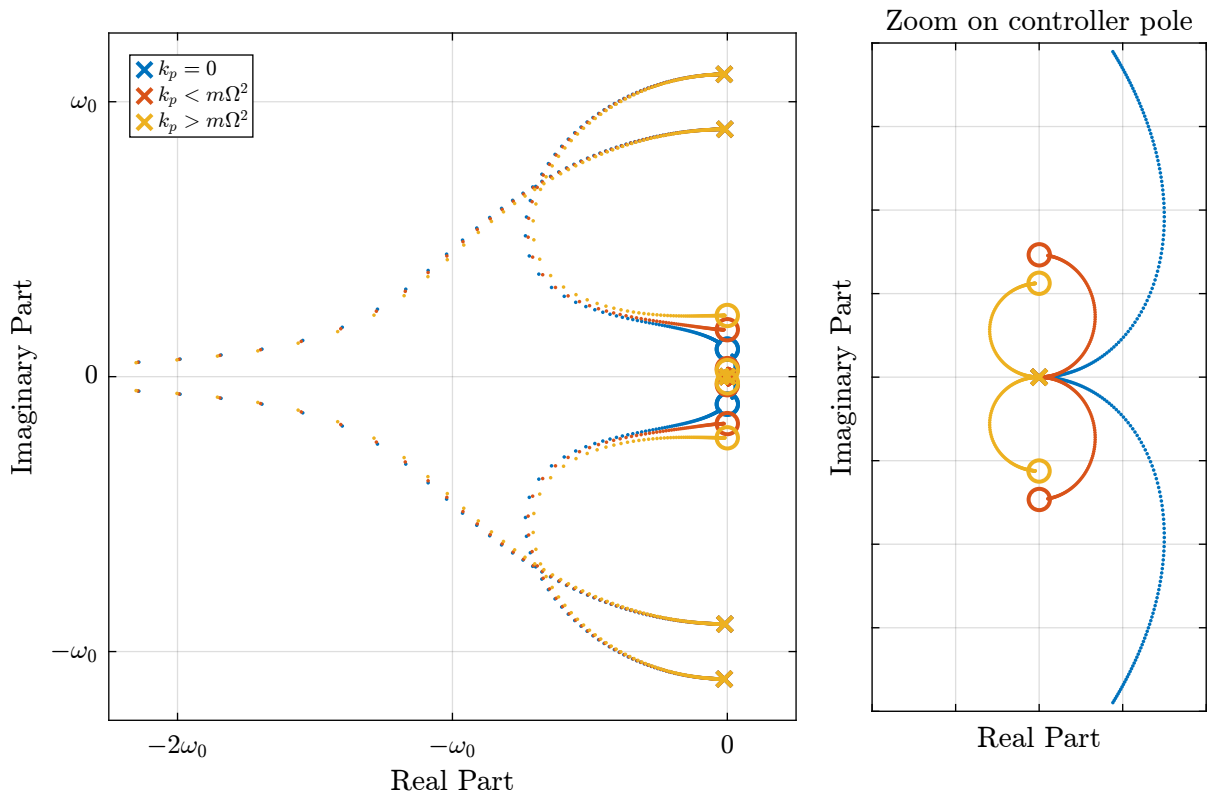 Zoom on controller pole
k_p = 0
k_p < mΩ²
k_p > mΩ²
ω₀
0
−ω₀
Imaginary Part
−2ω₀
−ω₀
0
Real Part
Imaginary Part
Real Part